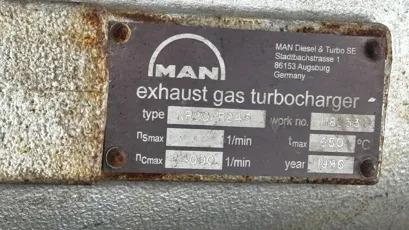 MAN
MAN Diesel & Turbo SE
Stadtbachstrasse 1
86153 Augsburg
Germany
exhaust gas turbocharger
type work no.
nSmax 1/min tmax 650 °C
nCmax 1/min year